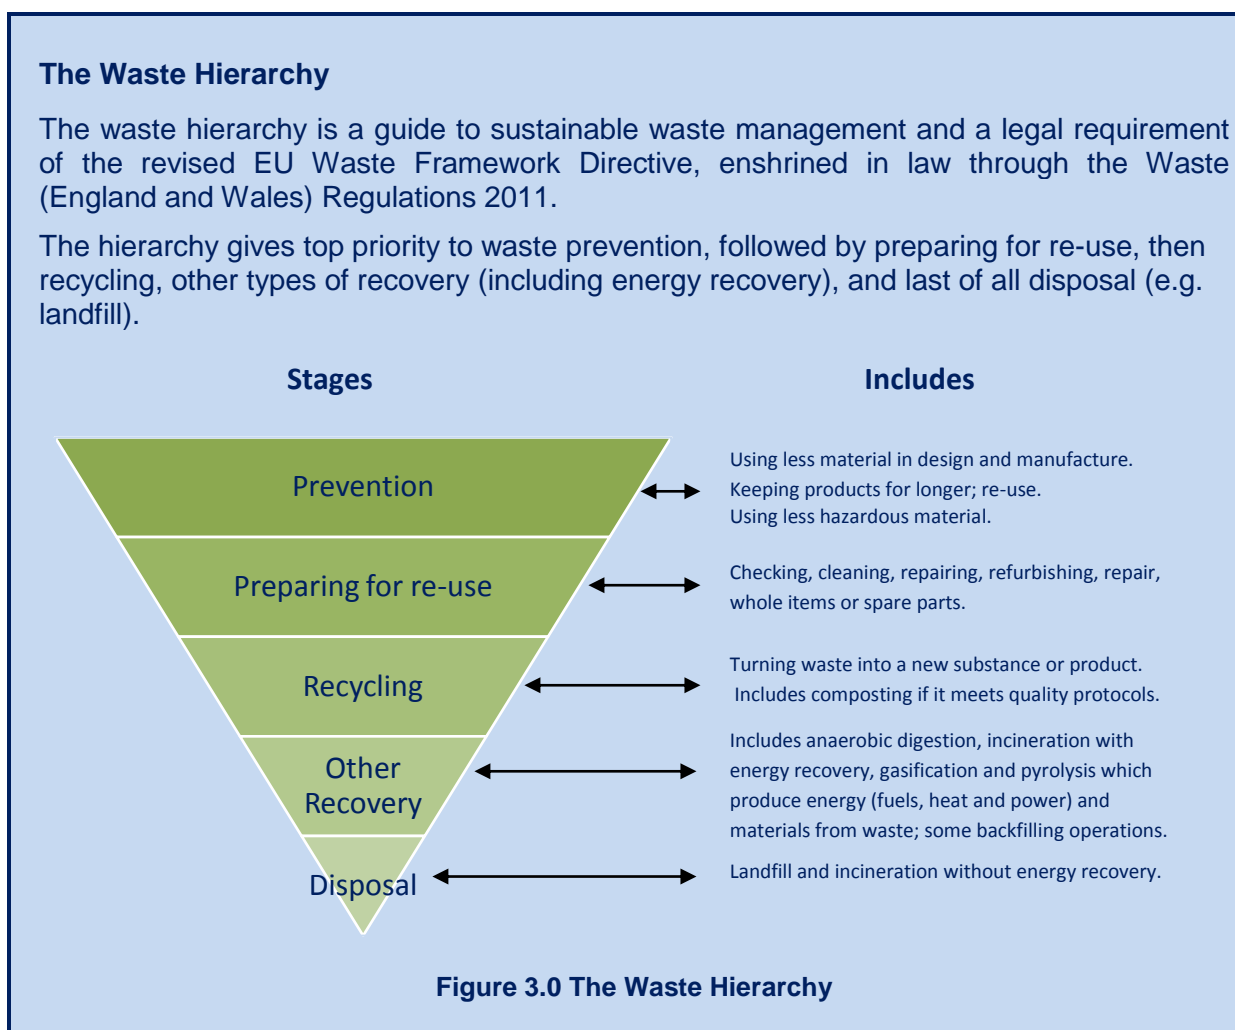 The Waste Hierarchy
The waste hierarchy is a guide to sustainable waste management and a legal requirement
of the revised EU Waste Framework Directive, enshrined in law through the Waste
(England and Wales) Regulations 2011.
The hierarchy gives top priority to waste prevention, followed by preparing for re-use, then
recycling, other types of recovery (including energy recovery), and last of all disposal (e.g.
landfill).
Stages
Includes
Prevention
Using less material in design and manufacture.
Keeping products for longer; re-use.
Using less hazardous material.
Preparing for re-use
Checking, cleaning, repairing, refurbishing, repair,
whole items or spare parts.
Recycling
Turning waste into a new substance or product.
Includes composting if it meets quality protocols.
Other
Recovery
Includes anaerobic digestion, incineration with
energy recovery, gasification and pyrolysis which
produce energy (fuels, heat and power) and
materials from waste; some backfilling operations.
Disposal
Landfill and incineration without energy recovery.
Figure 3.0 The Waste Hierarchy